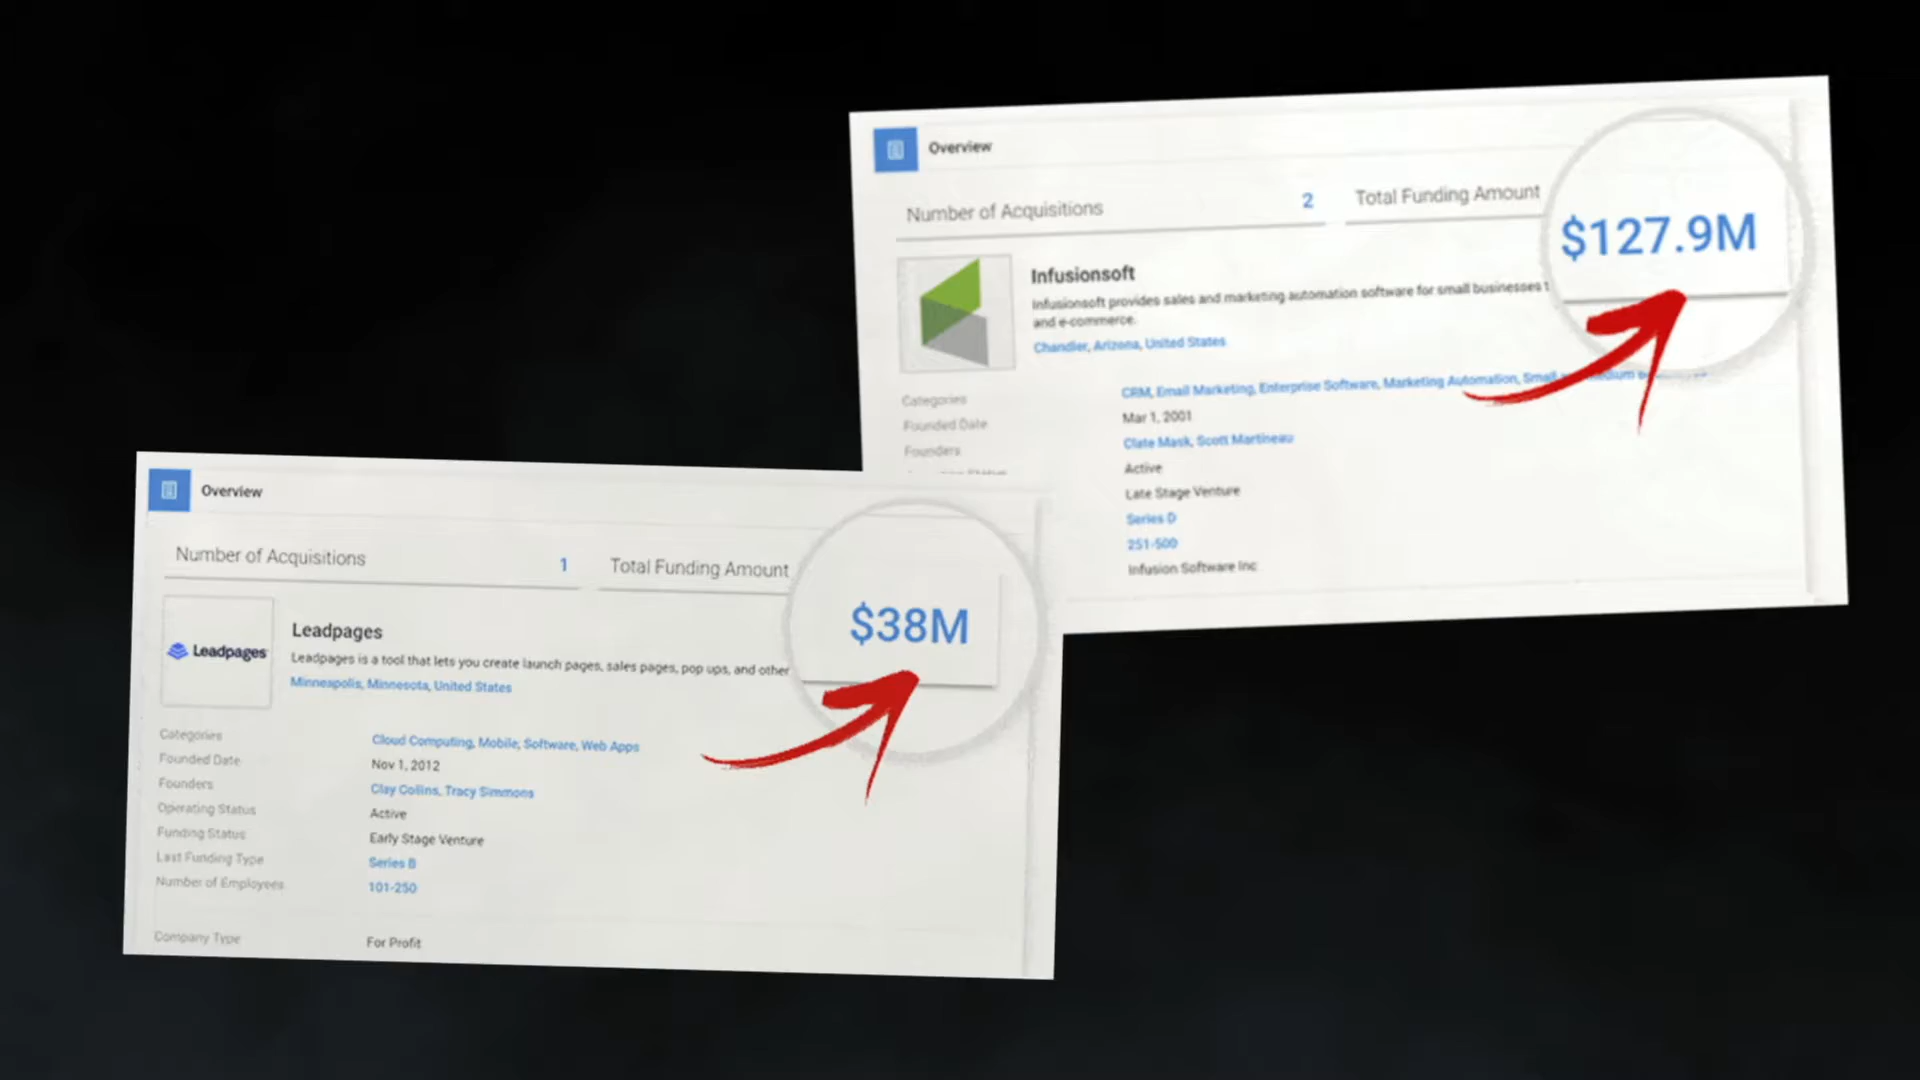 Overview
Number of Acquisitions 2 Total Funding Amount
$127.9M
Infusionsoft
Infusionsoft provides sales and marketing automation software for small businesses
and e-commerce.
Chandler, Arizona, United States
Categories CRM, Email Marketing, Enterprise Software, Marketing Automation,
Founded Date Mar 1, 2001
Founders Clate Mask, Scott Martineau
Active
Late Stage Venture
Series D
251-500
Infusion Software Inc
Overview
Number of Acquisitions 1 Total Funding Amount
$38M
Leadpages
Leadpages
Leadpages is a tool that lets you create launch pages, sales pages, pop ups, and other
Minneapolis, Minnesota, United States
Categories Cloud Computing, Mobile, Software, Web Apps
Founded Date Nov 1, 2012
Founders Clay Collins, Tracy Simmons
Operating Status Active
Funding Status Early Stage Venture
Last Funding Type Series B
Number of Employees 101-250
Company Type For Profit